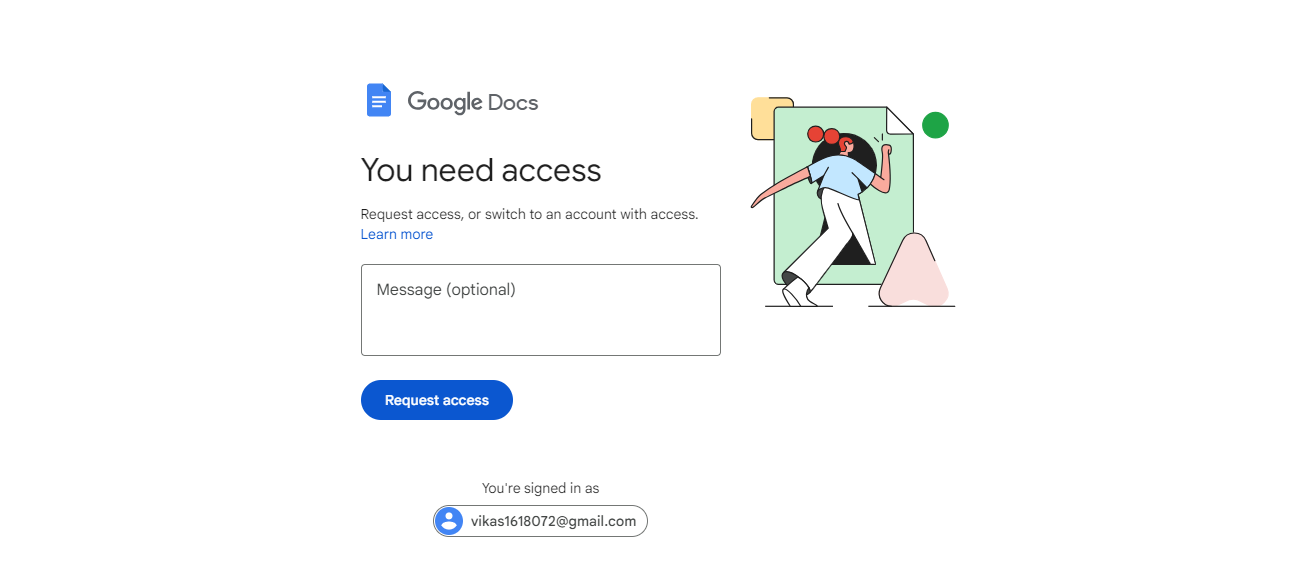 Google Docs
You need access
Request access, or switch to an account with access.
Learn more
Message (optional)
Request access
You're signed in as
vikas1618072@gmail.com